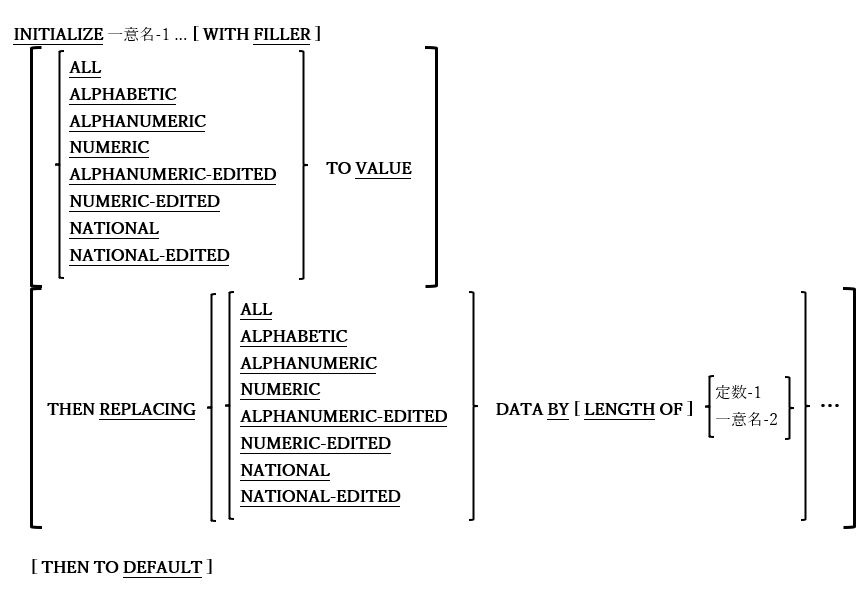 INITIALIZE 一意名-1 ... [ WITH FILLER ]
ALL
ALPHABETIC
ALPHANUMERIC
NUMERIC
ALPHANUMERIC-EDITED
NUMERIC-EDITED
NATIONAL
NATIONAL-EDITED
TO VALUE
THEN REPLACING
ALL
ALPHABETIC
ALPHANUMERIC
NUMERIC
ALPHANUMERIC-EDITED
NUMERIC-EDITED
NATIONAL
NATIONAL-EDITED
DATA BY [ LENGTH OF ]
定数-1
一意名-2
...
[ THEN TO DEFAULT ]